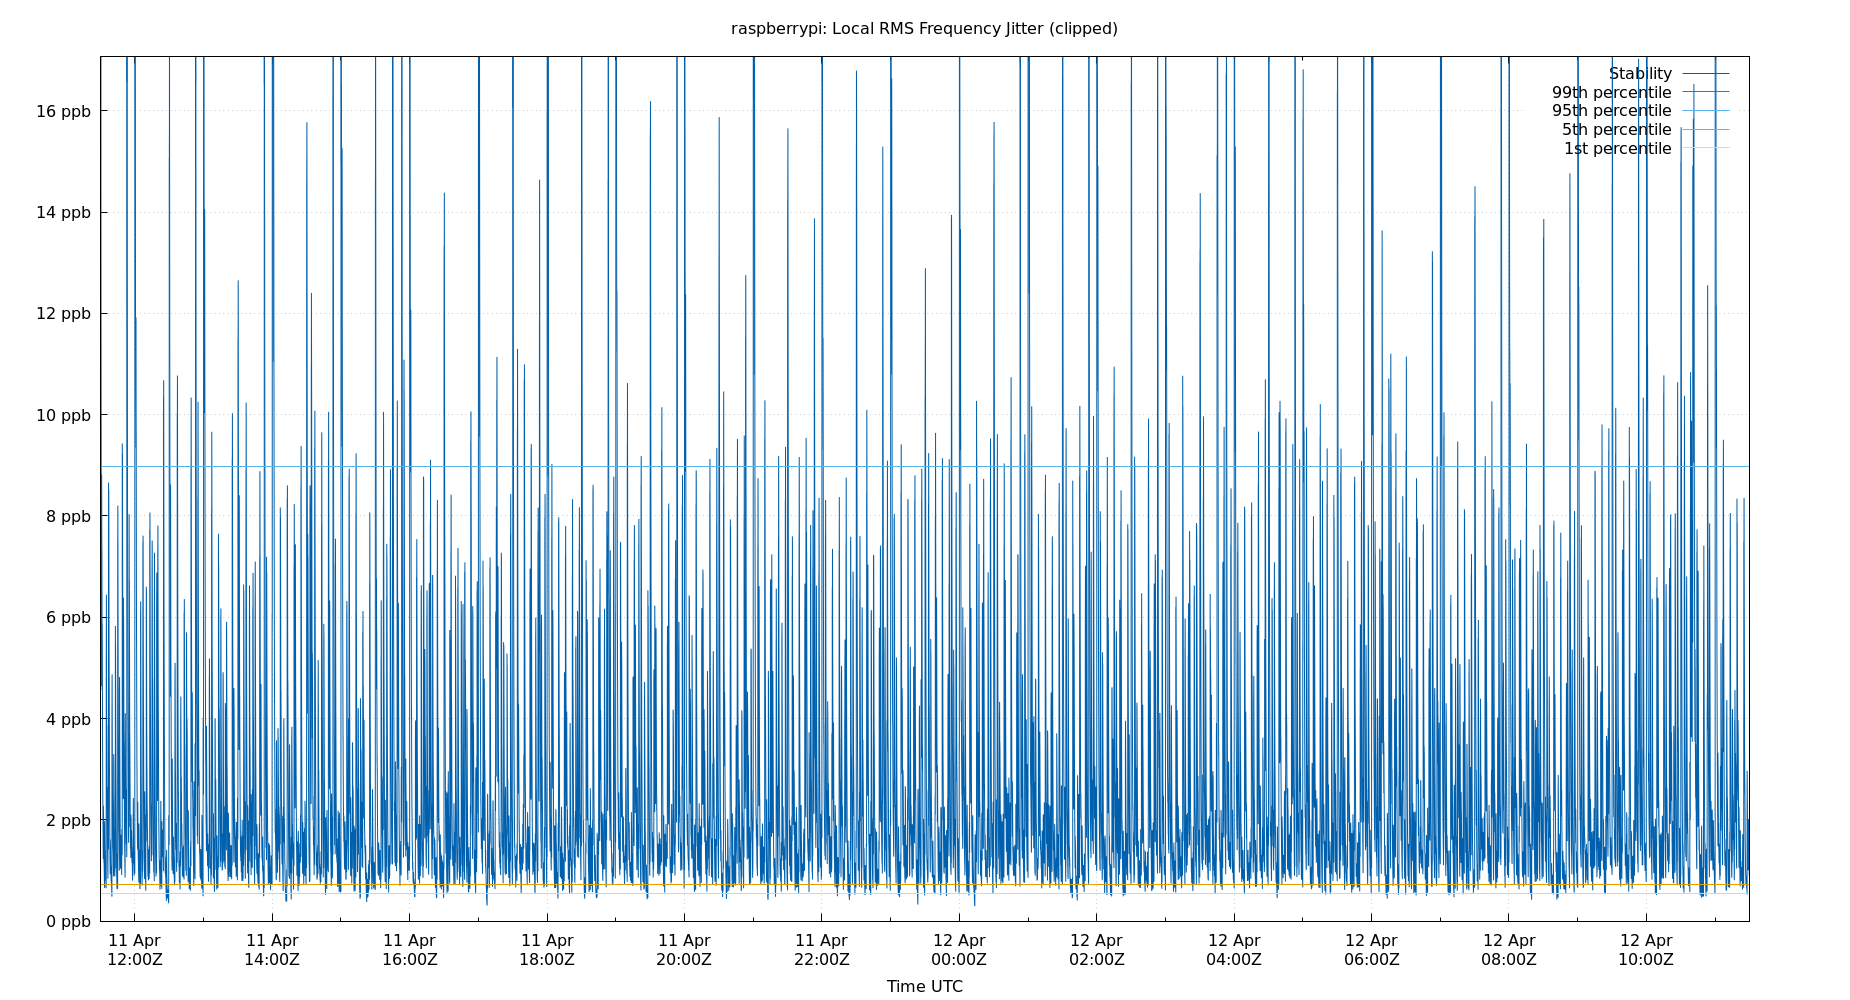 raspberrypi: Local RMS Frequency Jitter (clipped)
Stability
99th percentile
95th percentile
5th percentile
1st percentile
16 ppb
14 ppb
12 ppb
10 ppb
8 ppb
6 ppb
4 ppb
2 ppb
0 ppb
11 Apr 11 Apr 11 Apr 11 Apr 11 Apr 11 Apr 12 Apr 12 Apr 12 Apr 12 Apr 12 Apr 12 Apr
12:00Z 14:00Z 16:00Z 18:00Z 20:00Z 22:00Z 00:00Z 02:00Z 04:00Z 06:00Z 08:00Z 10:00Z
Time UTC